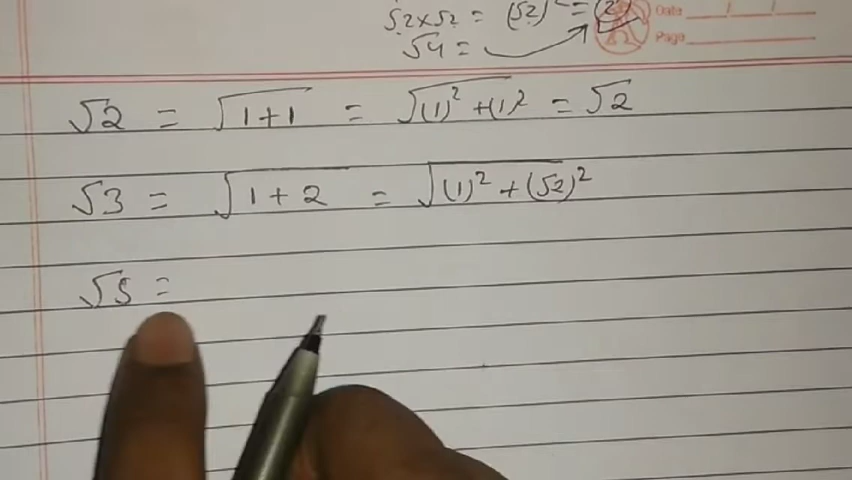 √2×√2 = (√2)² = 2
√4 =
Date
Page
√2 = √1+1 = √(1)²+(1)² = √2
√3 = √1+2 = √(1)²+(√2)²
√5 =